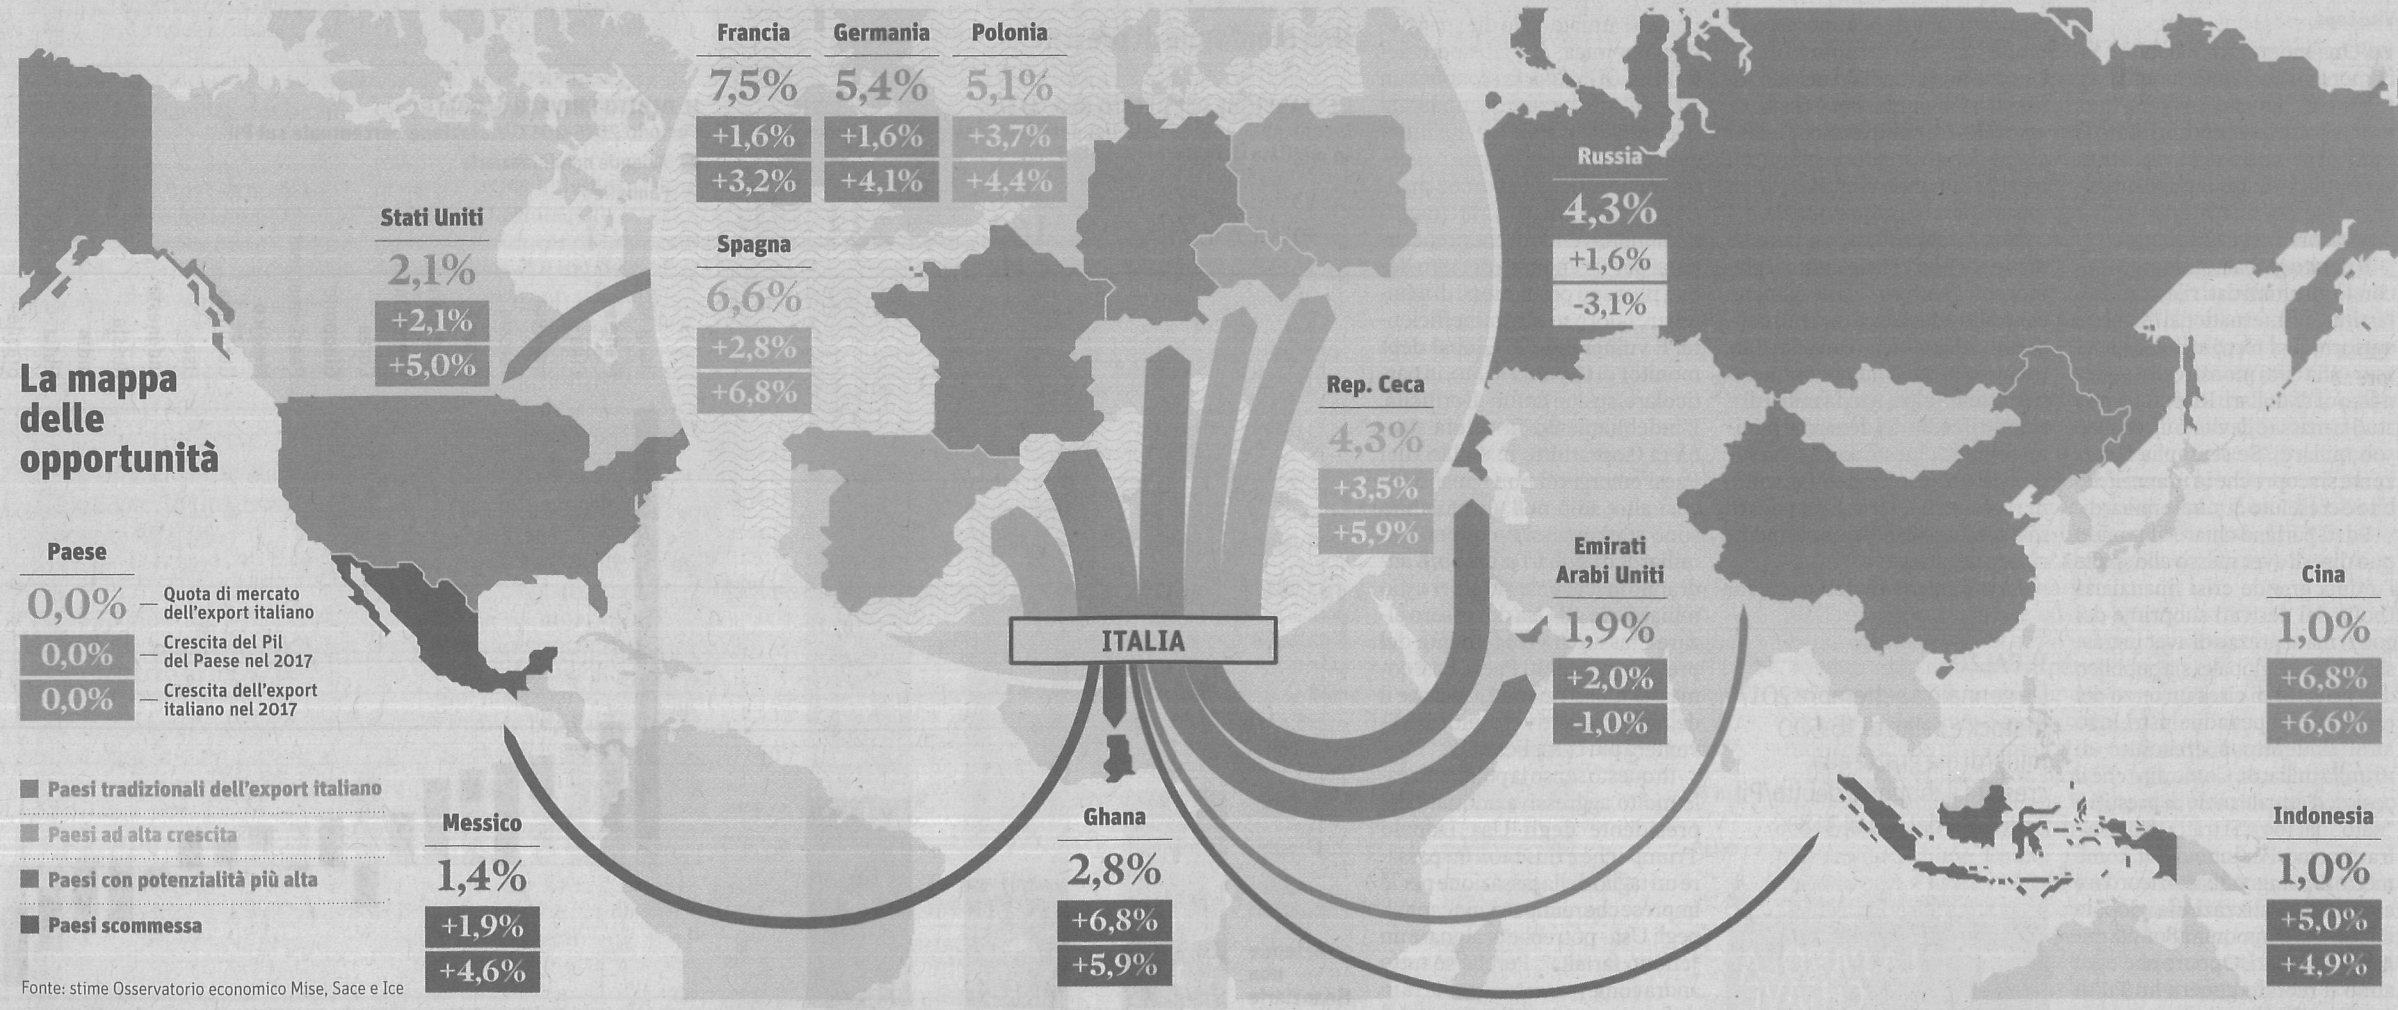 La mappa
delle
opportunità
Paese
0,0%
Quota di mercato
dell'export italiano
0,0%
Crescita del Pil
del Paese nel 2017
0,0%
Crescita dell'export
italiano nel 2017
Paesi tradizionali dell'export italiano
Paesi ad alta crescita
Paesi con potenzialità più alta
Paesi scommessa
Fonte: stime Osservatorio economico Mise, Sace e Ice
Stati Uniti
2,1%
+2,1%
+5,0%
Francia
7,5%
+1,6%
+3,2%
Germania
5,4%
+1,6%
+4,1%
Polonia
5,1%
+3,7%
+4,4%
Spagna
6,6%
+2,8%
+6,8%
Rep. Ceca
4,3%
+3,5%
+5,9%
Russia
4,3%
+1,6%
-3,1%
Emirati
Arabi Uniti
1,9%
+2,0%
-1,0%
Cina
1,0%
+6,8%
+6,6%
ITALIA
Messico
1,4%
+1,9%
+4,6%
Ghana
2,8%
+6,8%
+5,9%
Indonesia
1,0%
+5,0%
+4,9%